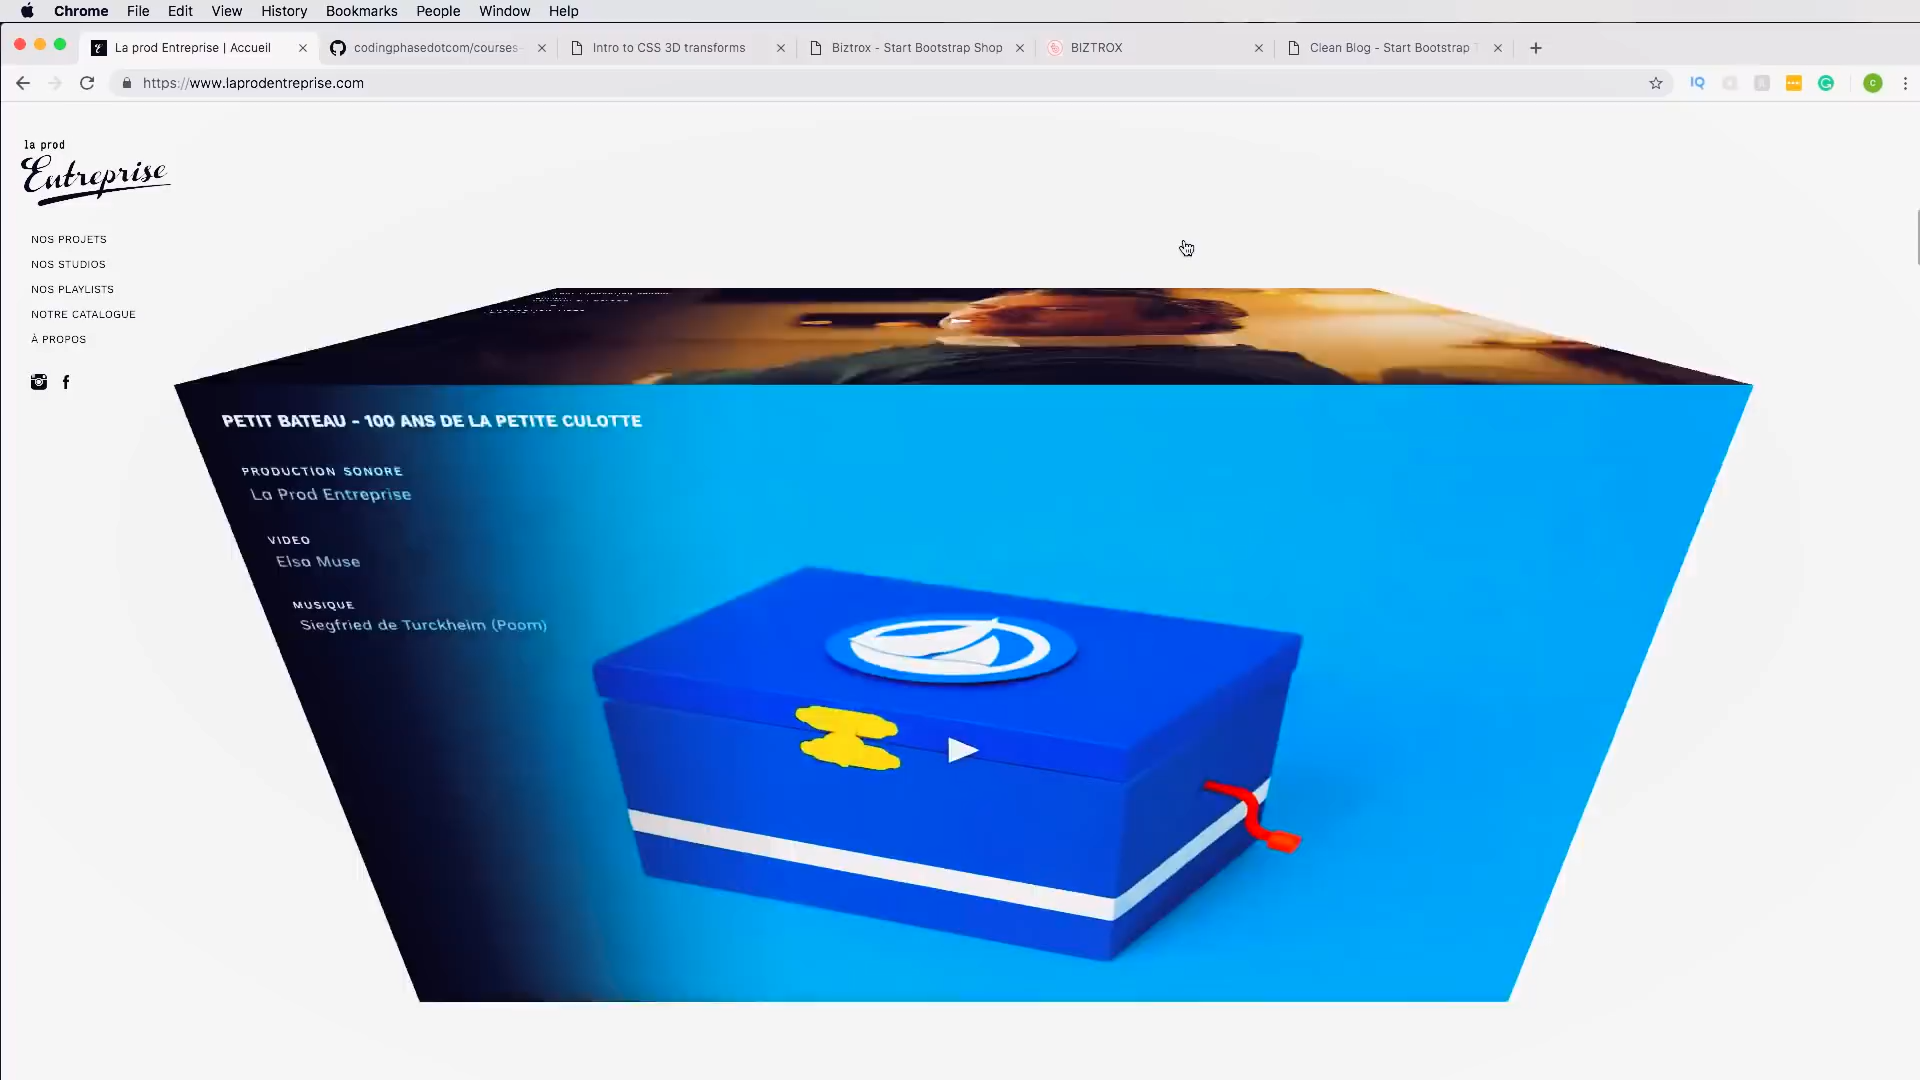 Chrome File Edit View History Bookmarks People Window Help
La prod Entreprise | Accueil
codingphasedotcom/courses-
Intro to CSS 3D transforms
Biztrox - Start Bootstrap Shop
BIZTROX
Clean Blog - Start Bootstrap T
https://www.laprodentreprise.com
IQ
c
la prod
Entreprise
NOS PROJETS
NOS STUDIOS
NOS PLAYLISTS
NOTRE CATALOGUE
À PROPOS
PETIT BATEAU - 100 ANS DE LA PETITE CULOTTE
PRODUCTION SONORE
La Prod Entreprise
VIDEO
Elsa Muse
MUSIQUE
Siegfried de Turckheim (Poom)